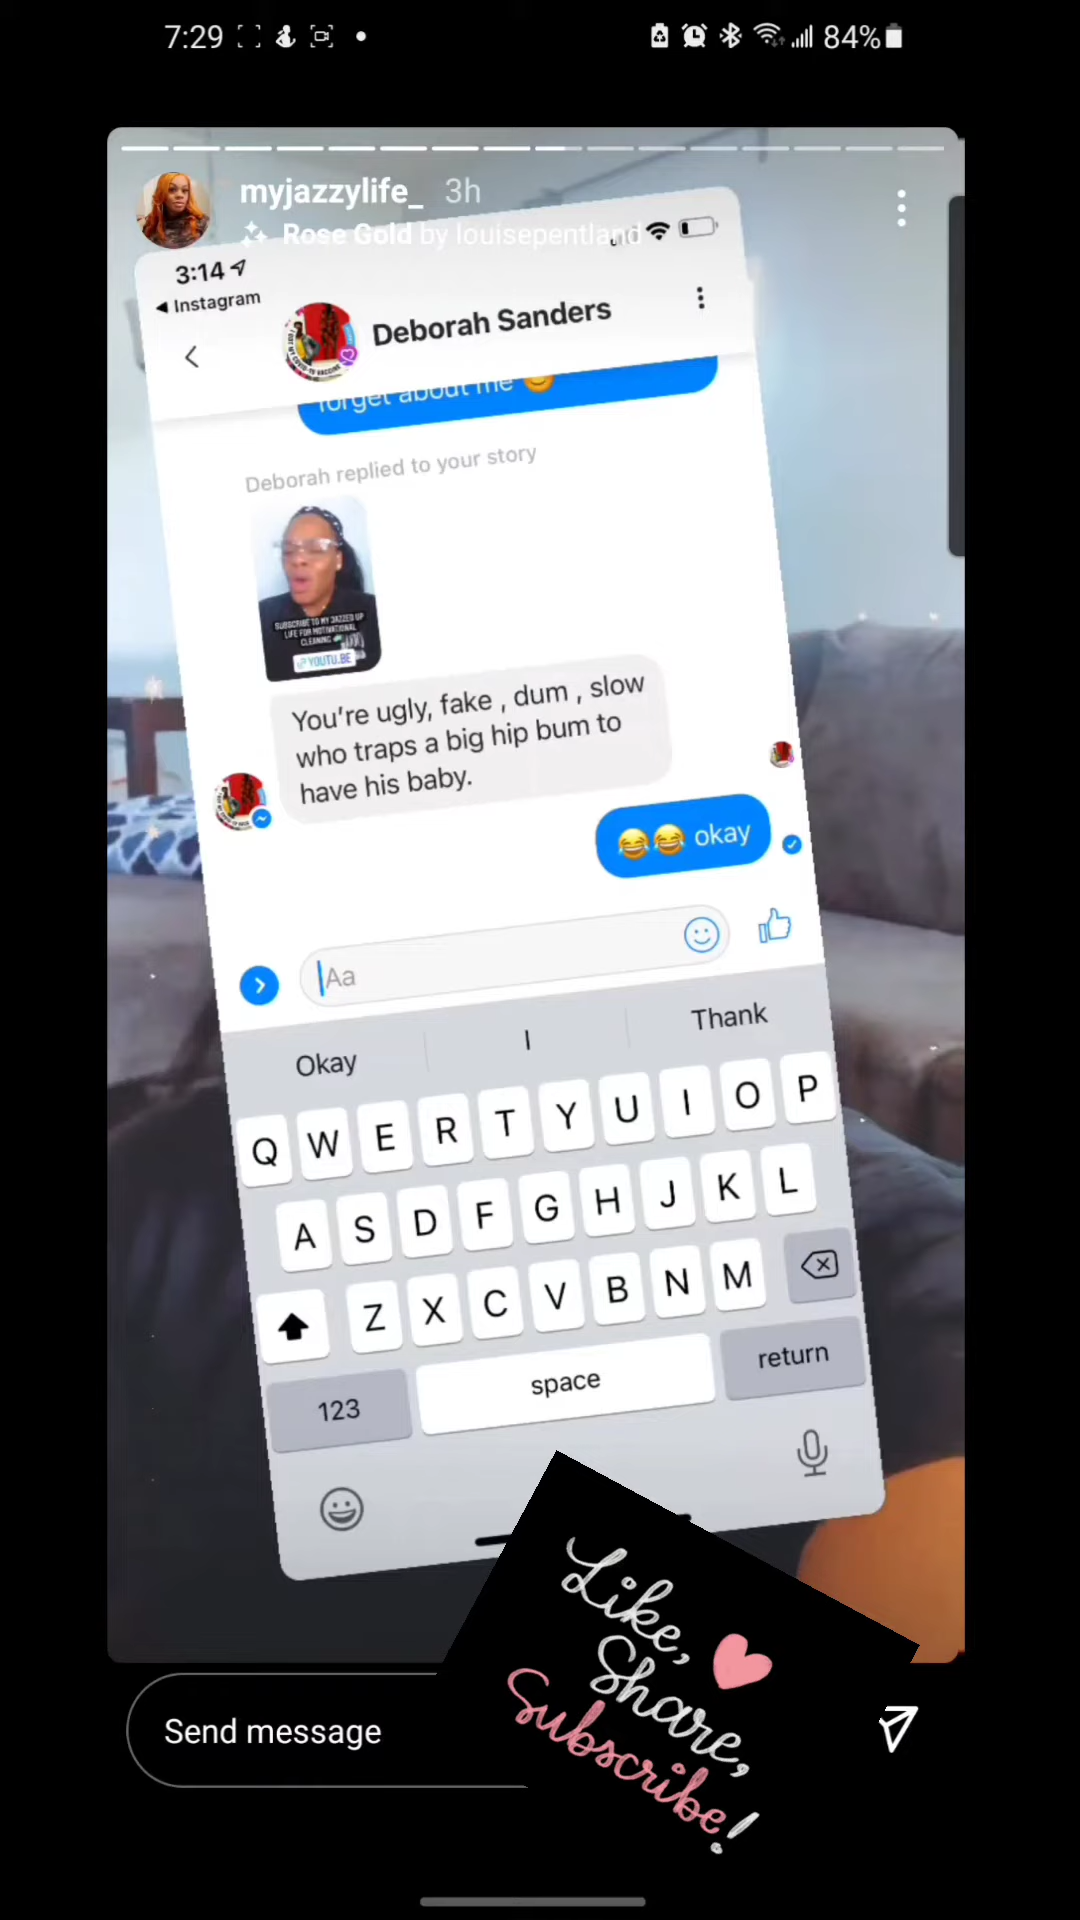 7:29
84%
myjazzylife_ 3h
Rose Gold by louisepentland
3:14
Instagram
Deborah Sanders
forget about me 😊
Deborah replied to your story
SUBSCRIBE TO MY JAZZED UP
LIFE FOR MOTIVATIONAL
CLEANING
YOUTU.BE
You're ugly, fake , dum , slow
who traps a big hip bum to
have his baby.
😂😂 okay
Aa
Okay I Thank
Q W E R T Y U I O P
A S D F G H J K L
Z X C V B N M
123 space return
Send message
Like,
Share,
Subscribe!